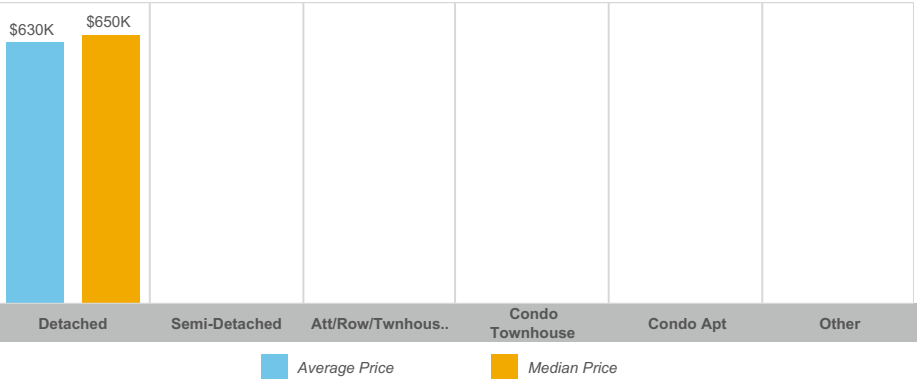 $630K
$650K
Detached
Semi-Detached
Att/Row/Twnhous..
Condo
Townhouse
Condo Apt
Other
Average Price
Median Price